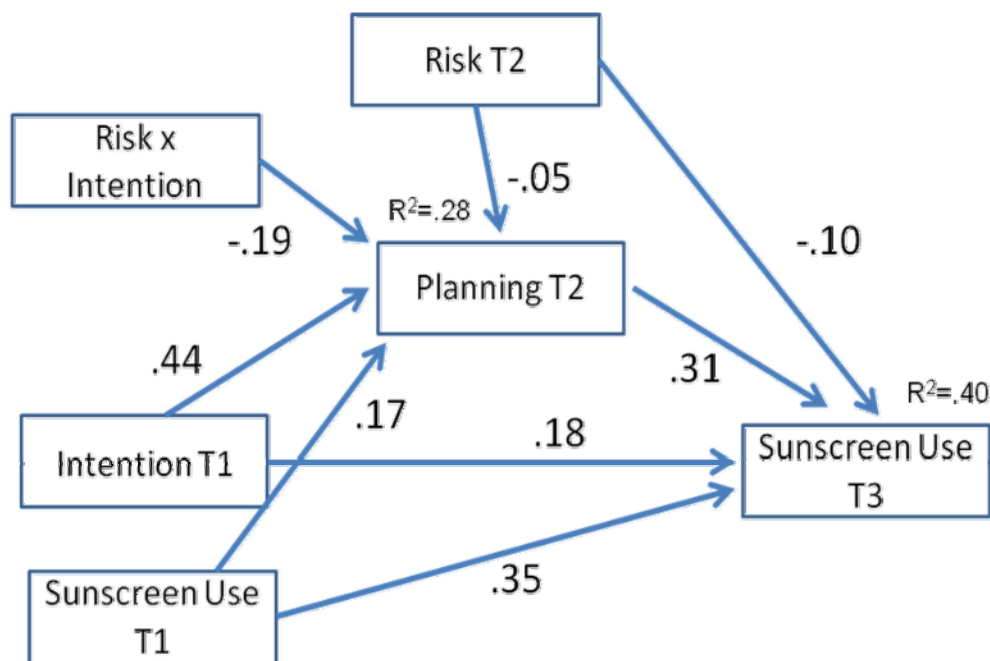 Risk T2
Risk x
Intention
-.05
R²=.28
-.19
-.10
Planning T2
.44
.31
.17
R²=.40
.18
Intention T1
Sunscreen Use
T3
.35
Sunscreen Use
T1